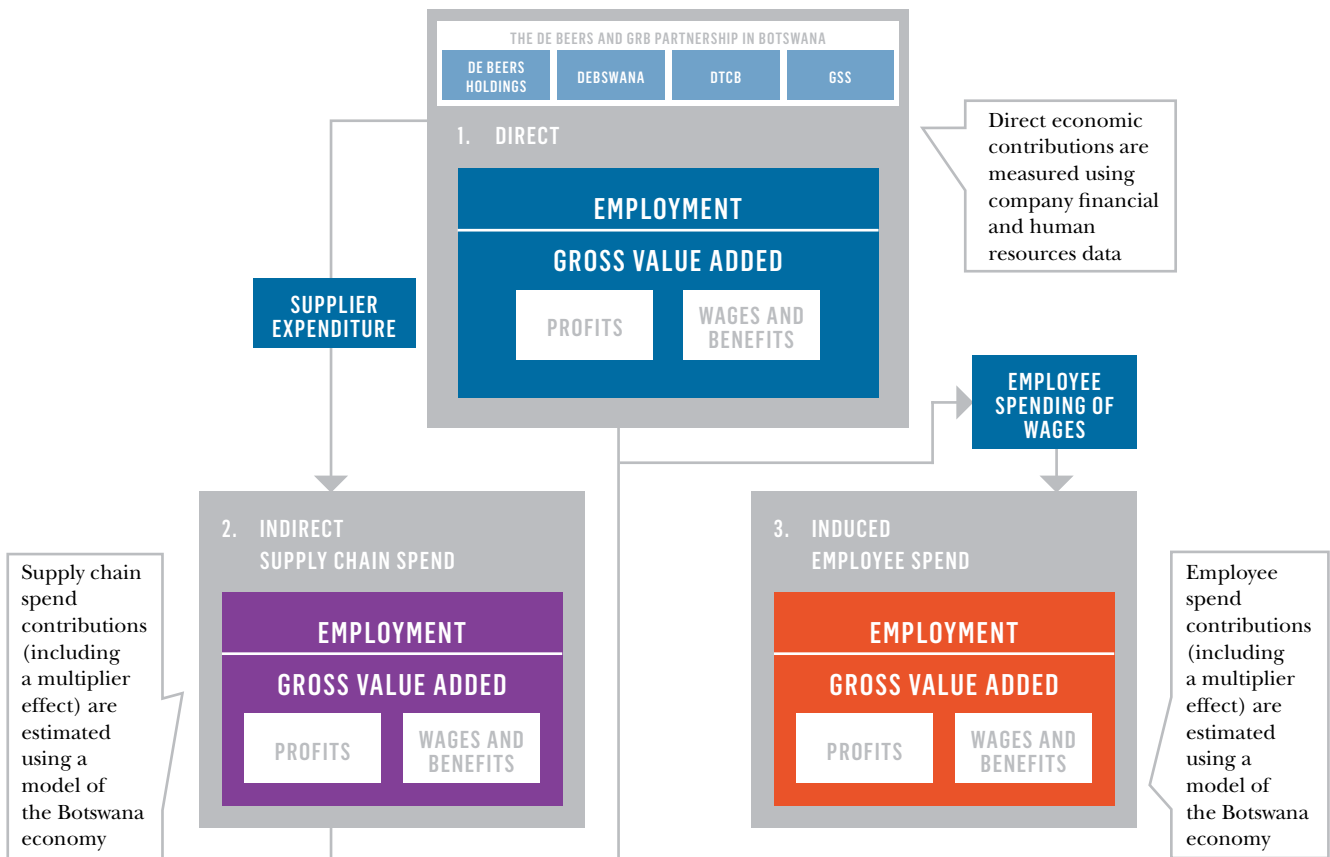 THE DE BEERS AND GRB PARTNERSHIP IN BOTSWANA
DE BEERS
HOLDINGS
DEBSWANA
DTCB
GSS
1. DIRECT
EMPLOYMENT
GROSS VALUE ADDED
PROFITS
WAGES AND
BENEFITS
Direct economic
contributions are
measured using
company financial
and human
resources data
SUPPLIER
EXPENDITURE
EMPLOYEE
SPENDING OF
WAGES
2. INDIRECT
SUPPLY CHAIN SPEND
EMPLOYMENT
GROSS VALUE ADDED
PROFITS
WAGES AND
BENEFITS
Supply chain
spend
contributions
(including
a multiplier
effect) are
estimated
using a
model of
the Botswana
economy
3. INDUCED
EMPLOYEE SPEND
EMPLOYMENT
GROSS VALUE ADDED
PROFITS
WAGES AND
BENEFITS
Employee
spend
contributions
(including
a multiplier
effect) are
estimated
using a
model of
the Botswana
economy